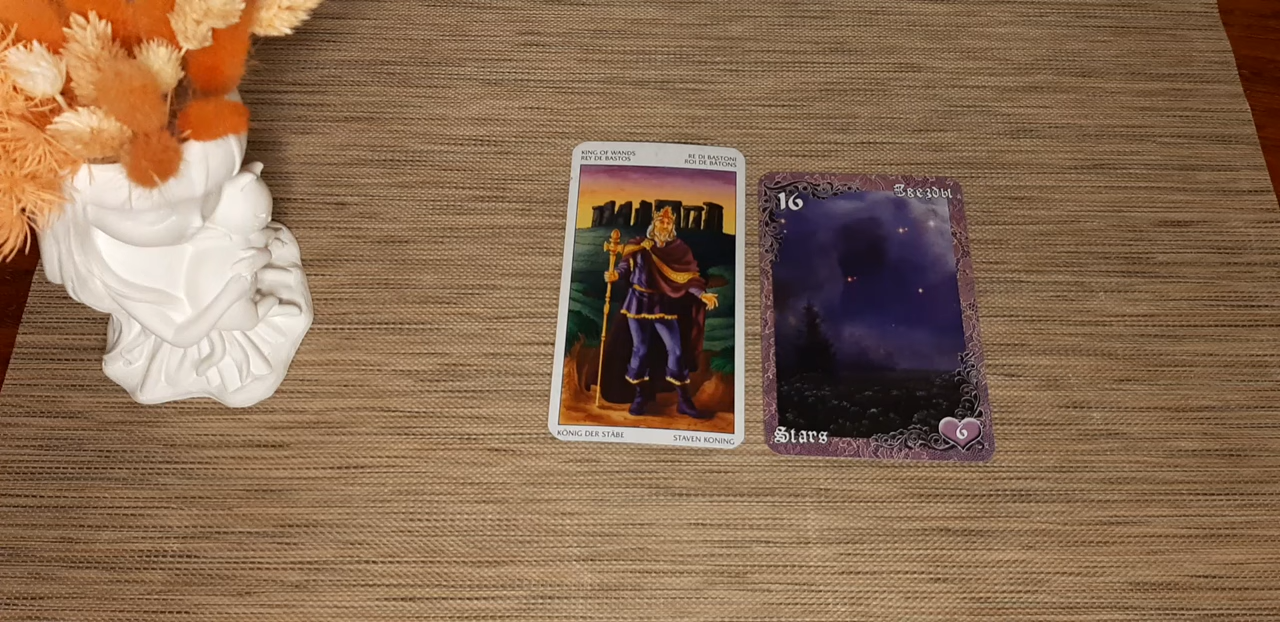 KING OF WANDS
REY DE BASTOS
RE DI BASTONI
ROI DE BÂTONS
KÖNIG DER STÄBE
STAVEN KONING
16
Звезды
Stars
6